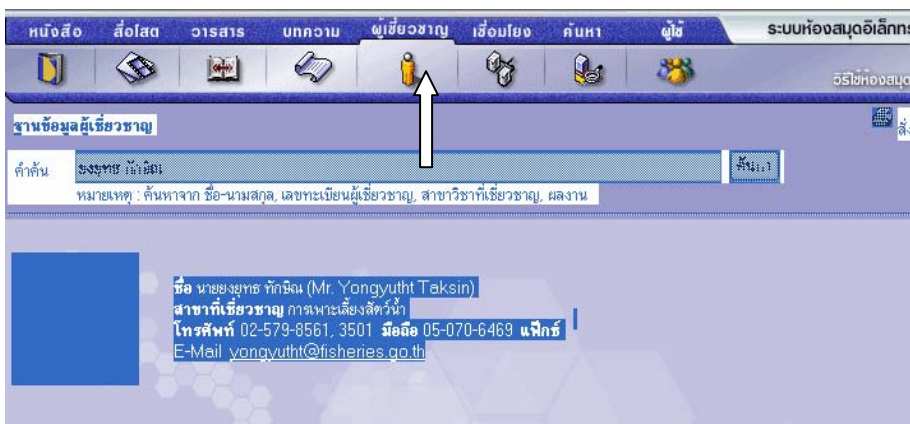 หนังสือ สื่อโสต วารสาร บทความ ผู้เชี่ยวชาญ เชื่อมโยง ค้นหา ผู้ใช้ ระบบห้องสมุดอิเล็กทร
วิธีใช้ห้องสมุด
ฐานข้อมูลผู้เชี่ยวชาญ
คำค้น ยงยุทธ ทักษิณ
หมายเหตุ : ค้นหาจาก ชื่อ-นามสกุล, เลขทะเบียนผู้เชี่ยวชาญ, สาขาวิชาที่เชี่ยวชาญ, ผลงาน
ชื่อ นายยงยุทธ ทักษิณ (Mr. Yongyutht Taksin)
สาขาที่เชี่ยวชาญ การเพาะเลี้ยงสัตว์น้ำ
โทรศัพท์ 02-579-8561, 3501 มือถือ 05-070-6469 แฟ็กซ์
E-Mail yongyutht@fisheries.go.th